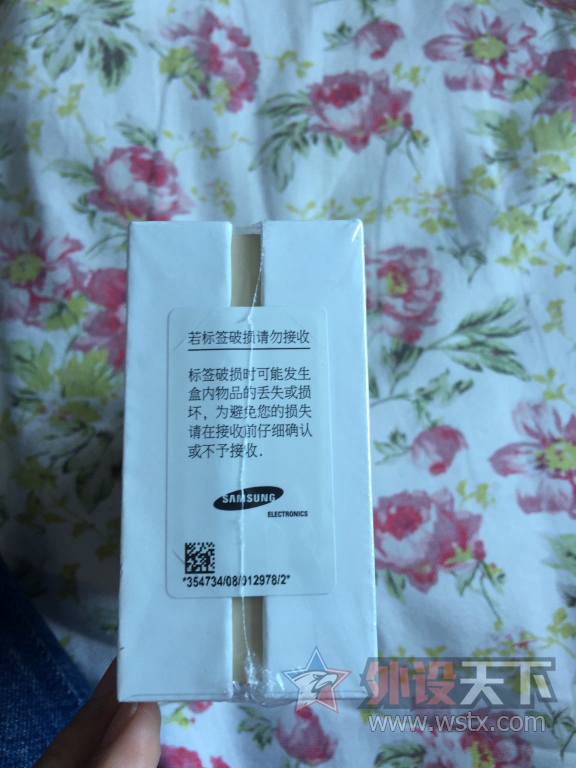 若标签破损请勿接收
标签破损时可能发生
盒内物品的丢失或损
坏，为避免您的损失
请在接收前仔细确认
或不予接收.
SAMSUNG
ELECTRONICS
*354734/08/012978/2*
外设天下
www.wstx.com